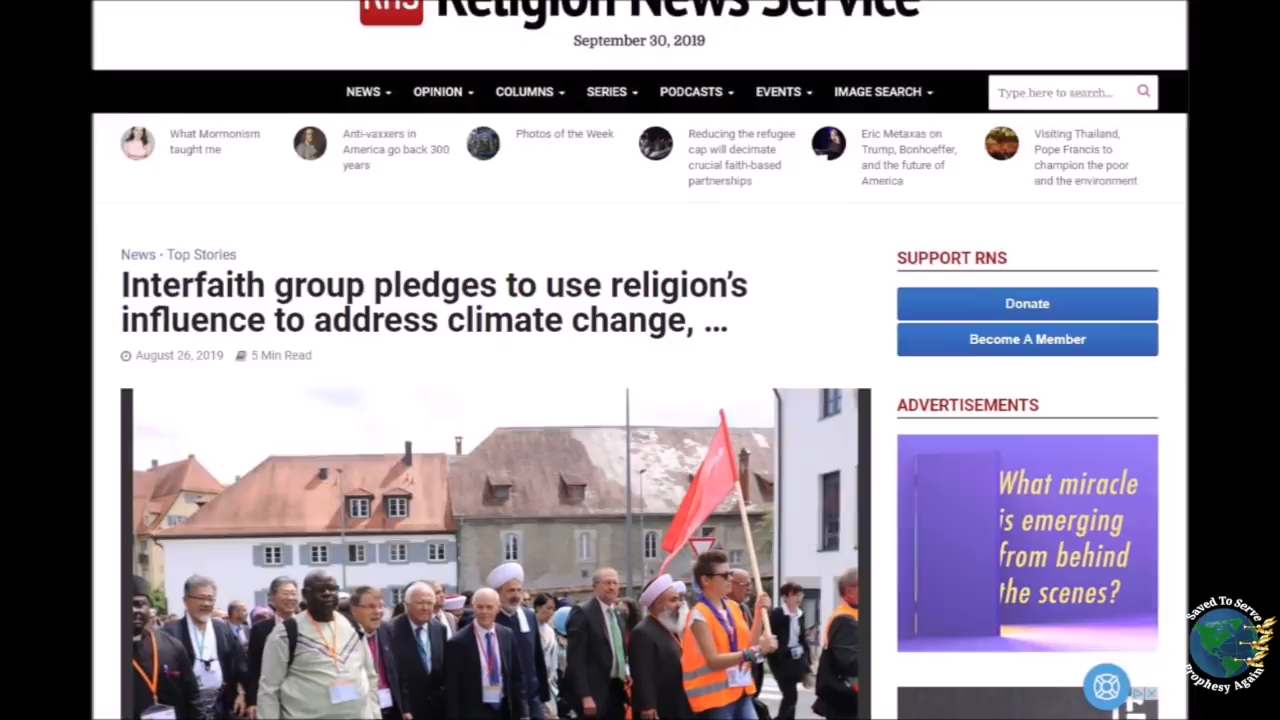 RNS Religion News Service
September 30, 2019
NEWS OPINION COLUMNS SERIES PODCASTS EVENTS IMAGE SEARCH
Type here to search...
What Mormonism
taught me
Anti-vaxxers in
America go back 300
years
Photos of the Week
Reducing the refugee
cap will decimate
crucial faith-based
partnerships
Eric Metaxas on
Trump, Bonhoeffer,
and the future of
America
Visiting Thailand,
Pope Francis to
champion the poor
and the environment
News · Top Stories
Interfaith group pledges to use religion's
influence to address climate change, ...
August 26, 2019 5 Min Read
SUPPORT RNS
Donate
Become A Member
ADVERTISEMENTS
What miracle
is emerging
from behind
the scenes?
Saved To Serve
Prophesy Again